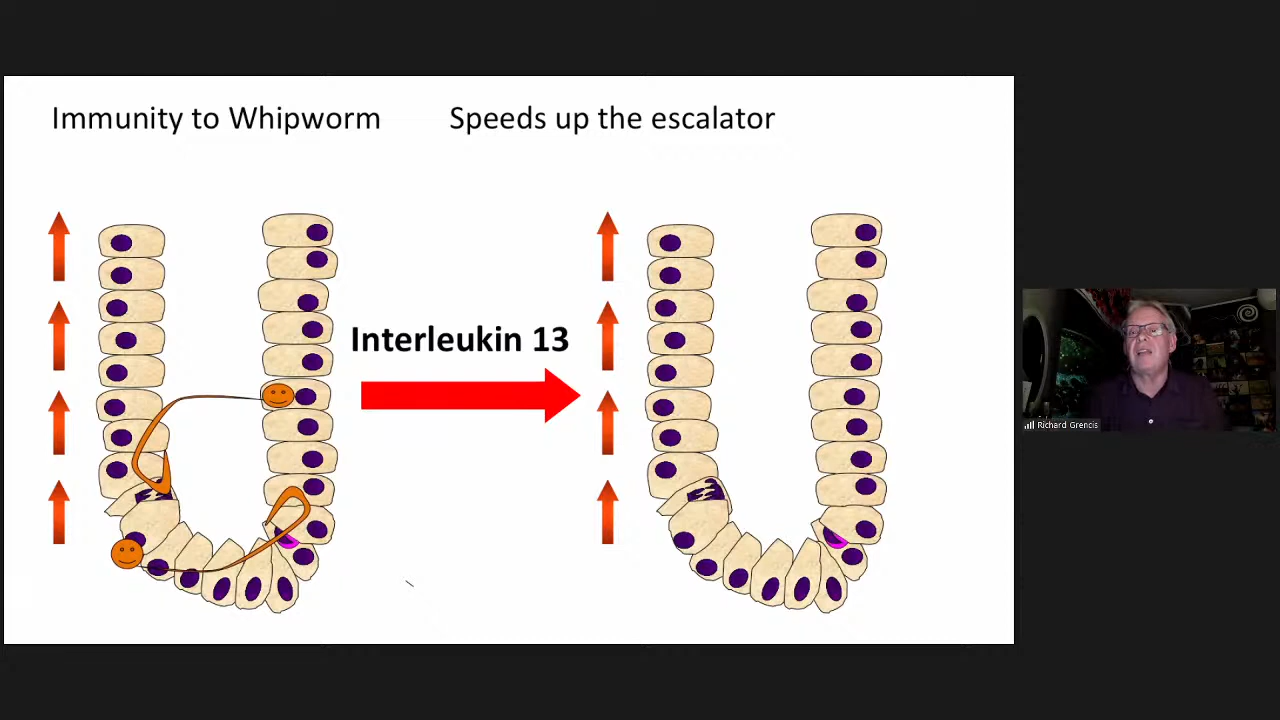 Immunity to Whipworm
Speeds up the escalator
Interleukin 13
Richard Grencis